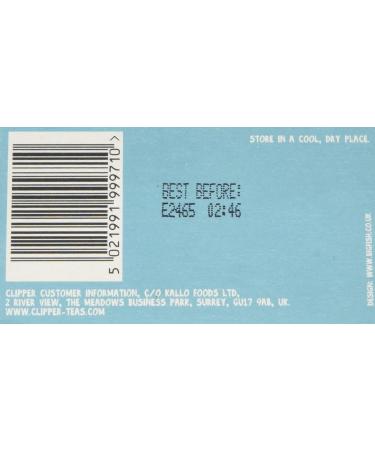 STORE IN A COOL, DRY PLACE.
BEST BEFORE:
E2465 02:46
5 021991 999710 >
CLIPPER CUSTOMER INFORMATION, C/O KALLO FOODS LTD,
2 RIVER VIEW, THE MEADOWS BUSINESS PARK, SURREY, GU17 9AB, UK.
WWW.CLIPPER-TEAS.COM
DESIGN: WWW.BIGFISH.CO.UK